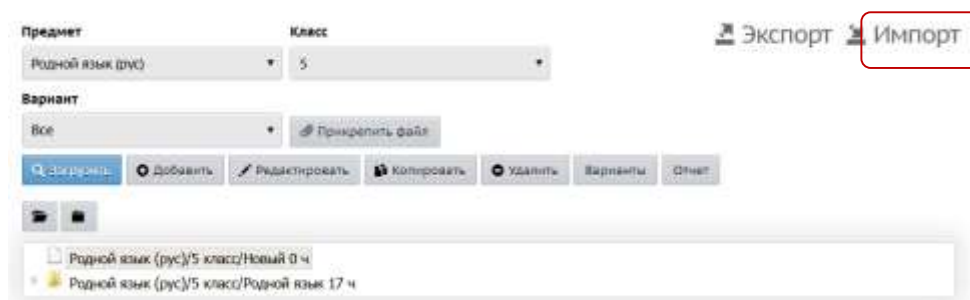 Предмет Класс Экспорт Импорт
Родной язык (рус) 5
Вариант
Все Прикрепить файл
Загрузить Добавить Редактировать Копировать Удалить Варианты Отчет
Родной язык (рус)/5 класс/Новый 0 ч
Родной язык (рус)/5 класс/Родной язык 17 ч